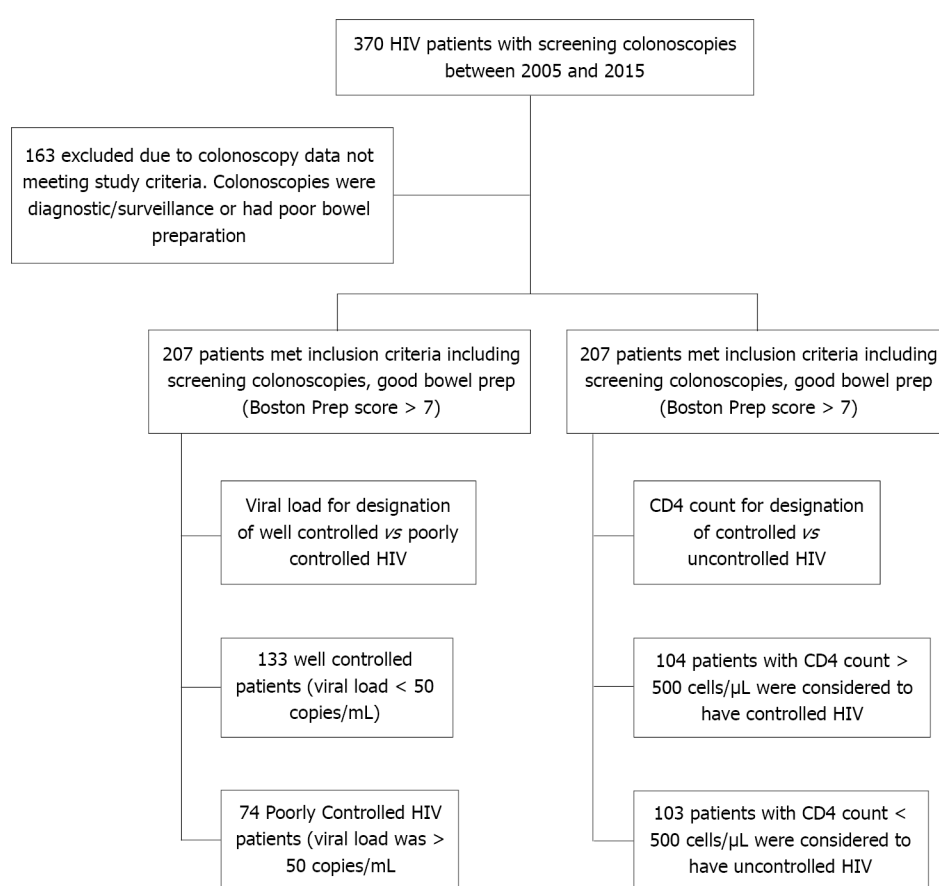 370 HIV patients with screening colonoscopies
between 2005 and 2015
163 excluded due to colonoscopy data not
meeting study criteria. Colonoscopies were
diagnostic/surveillance or had poor bowel
preparation
207 patients met inclusion criteria including
screening colonoscopies, good bowel prep
(Boston Prep score > 7)
207 patients met inclusion criteria including
screening colonoscopies, good bowel prep
(Boston Prep score > 7)
Viral load for designation
of well controlled vs poorly
controlled HIV
CD4 count for designation
of controlled vs
uncontrolled HIV
133 well controlled
patients (viral load < 50
copies/mL)
104 patients with CD4 count >
500 cells/μL were considered to
have controlled HIV
74 Poorly Controlled HIV
patients (viral load was >
50 copies/mL
103 patients with CD4 count <
500 cells/μL were considered to
have uncontrolled HIV